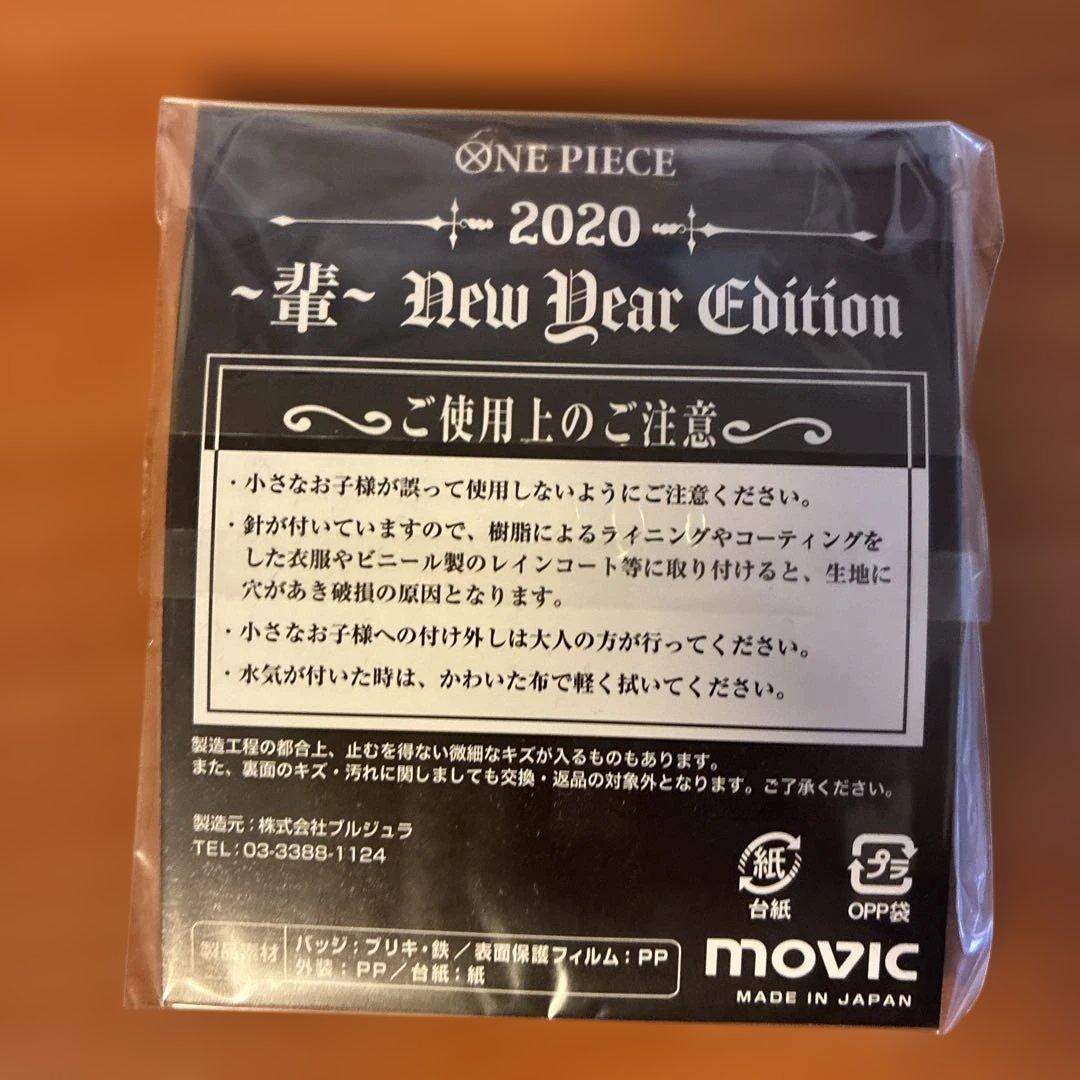 ONE PIECE
2020
~輩~ New Year Edition
ご使用上のご注意
・小さなお子様が誤って使用しないようにご注意ください。
・針が付いていますので、樹脂によるライニングやコーティングを
した衣服やビニール製のレインコート等に取り付けると、生地に
穴があき破損の原因となります。
・小さなお子様への付け外しは大人の方が行ってください。
・水気が付いた時は、かわいた布で軽く拭いてください。
製造工程の都合上、止むを得ない微細なキズが入るものもあります。
また、裏面のキズ・汚れに関しましても交換・返品の対象外となります。ご了承ください。
製造元：株式会社ブルジュラ
TEL：03-3388-1124
紙
台紙
プラ
OPP袋
製品素材
バッジ：ブリキ・鉄／表面保護フィルム：PP
外装：PP／台紙：紙
movic
MADE IN JAPAN